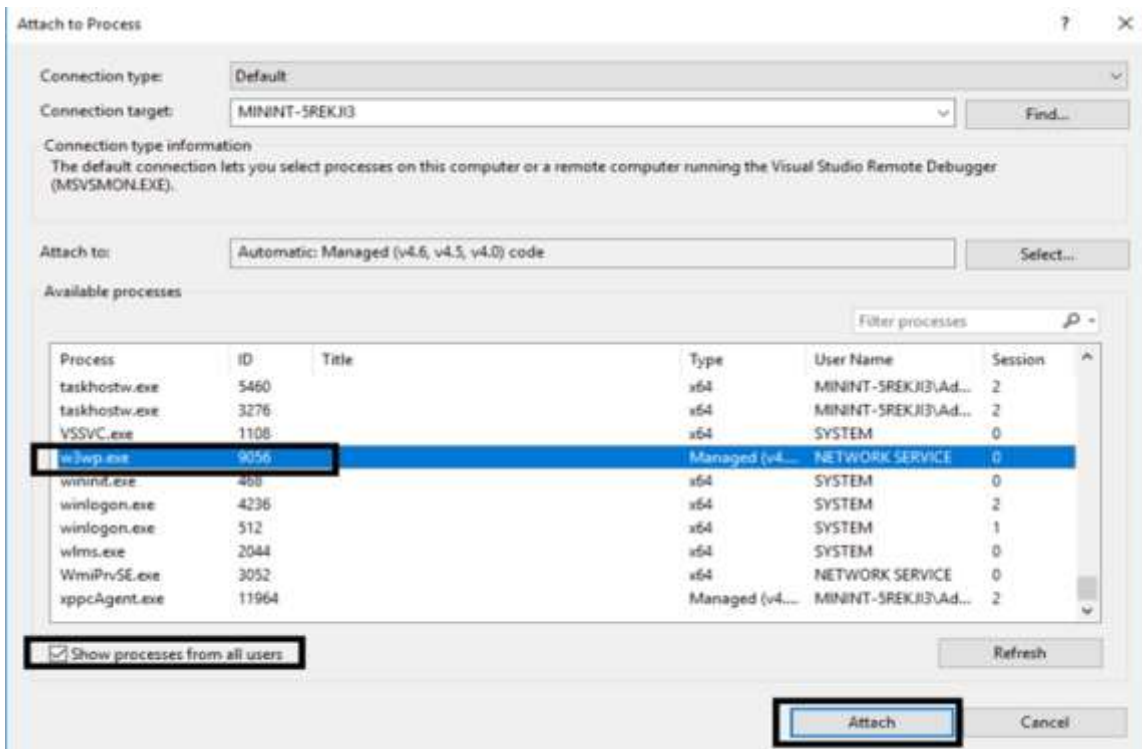 Attach to Process ?
Connection type: Default
Connection target: MININT-5REKJI3 Find...
Connection type information
The default connection lets you select processes on this computer or a remote computer running the Visual Studio Remote Debugger
(MSVSMON.EXE).
Attach to: Automatic: Managed (v4.6, v4.5, v4.0) code Select...
Available processes
Filter processes
Process ID Title Type User Name Session
taskhostw.exe 5460 x64 MININT-5REKJI3\Ad... 2
taskhostw.exe 3276 x64 MININT-5REKJI3\Ad... 2
VSSVC.exe 1108 x64 SYSTEM 0
w3wp.exe 9056 Managed (v4.... NETWORK SERVICE 0
wininit.exe 468 x64 SYSTEM 0
winlogon.exe 4236 x64 SYSTEM 2
winlogon.exe 512 x64 SYSTEM 1
wlms.exe 2044 x64 SYSTEM 0
WmiPrvSE.exe 3052 x64 NETWORK SERVICE 0
xppcAgent.exe 11964 Managed (v4.... MININT-5REKJI3\Ad... 2
Show processes from all users Refresh
Attach Cancel